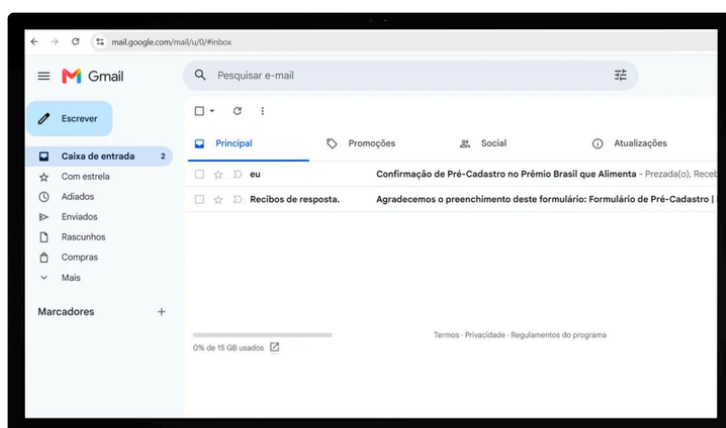 mail.google.com/mail/u/0/#inbox
Gmail
Pesquisar e-mail
Escrever
Caixa de entrada 2
Com estrela
Adiados
Enviados
Rascunhos
Compras
Mais
Marcadores +
Principal Promoções Social Atualizações
eu Confirmação de Pré-Cadastro no Prêmio Brasil que Alimenta - Prezada(o), Receb
Recibos de resposta. Agradecemos o preenchimento deste formulário: Formulário de Pré-Cadastro |
Termos · Privacidade · Regulamentos do programa
0% de 15 GB usados